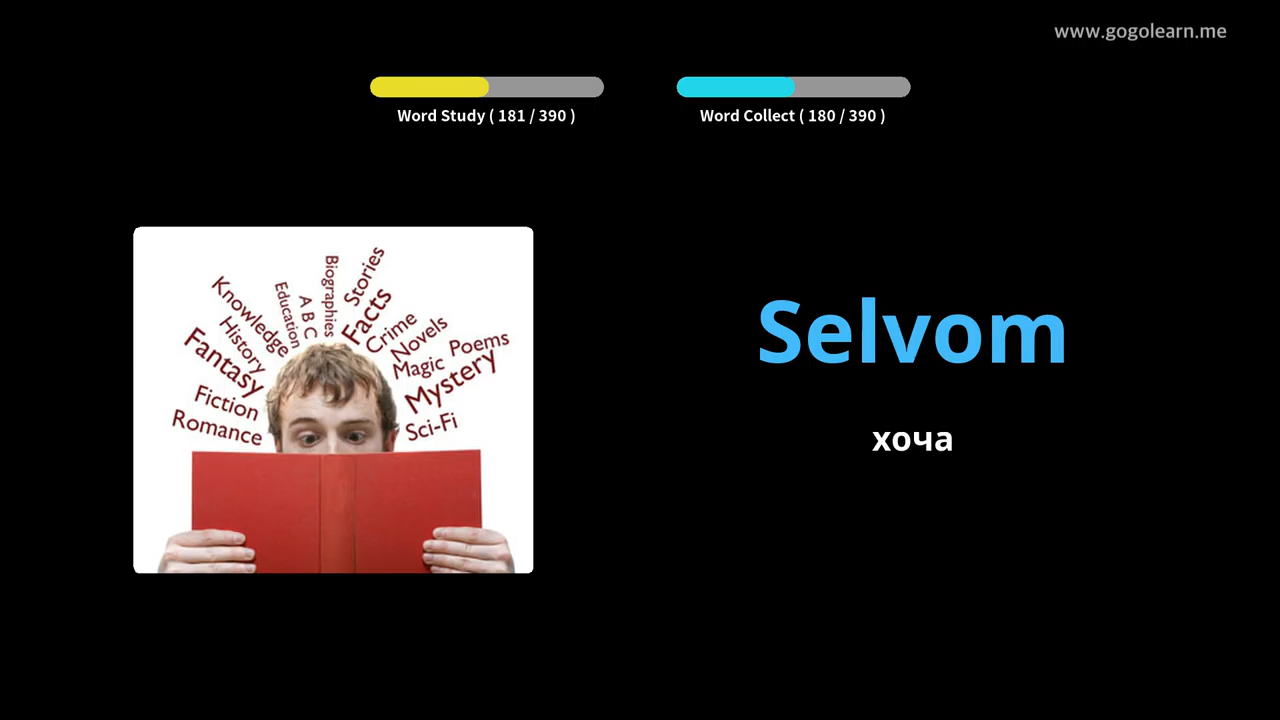 www.gogolearn.me
Word Study ( 181 / 390 )
Word Collect ( 180 / 390 )
Knowledge
History
Fantasy
Fiction
Romance
Education
A B C
Biographies
Stories
Facts
Crime
Novels
Magic
Poems
Mystery
Sci-Fi
Selvom
хоча